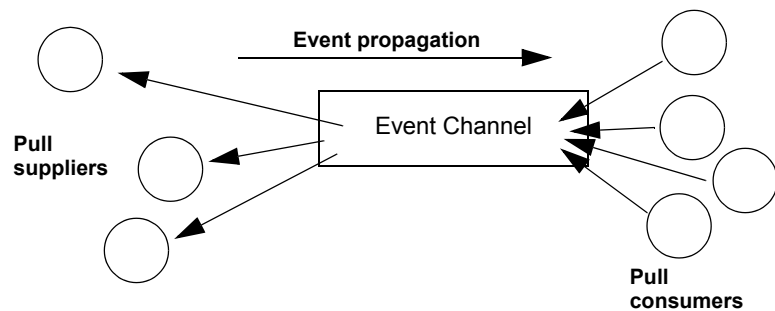 Event propagation
Event Channel
Pull
suppliers
Pull
consumers